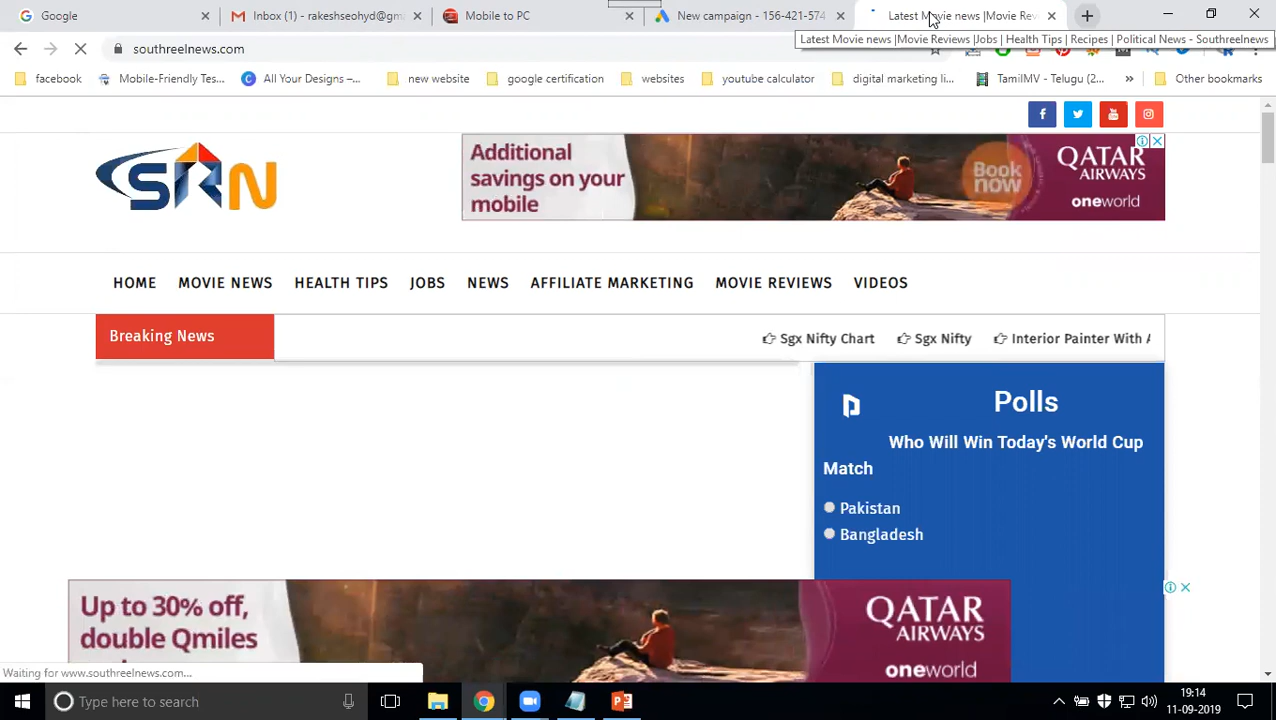 Google
Inbox (1) - rakeshseohyd@gm
Mobile to PC
New campaign - 156-421-574
Latest Movie news |Movie Rev
Latest Movie news |Movie Reviews |Jobs | Health Tips | Recipes | Political News - Southreelnews
southreelnews.com
facebook
Mobile-Friendly Tes...
All Your Designs –...
new website
google certification
websites
youtube calculator
digital marketing li...
TamilMV - Telugu (2...
Other bookmarks
SRN
Additional
savings on your
mobile
Book
now
QATAR
AIRWAYS
oneworld
HOME
MOVIE NEWS
HEALTH TIPS
JOBS
NEWS
AFFILIATE MARKETING
MOVIE REVIEWS
VIDEOS
Breaking News
Sgx Nifty Chart
Sgx Nifty
Interior Painter With A
Polls
Who Will Win Today's World Cup
Match
Pakistan
Bangladesh
Up to 30% off,
double Qmiles
QATAR
AIRWAYS
oneworld
Waiting for www.southreelnews.com...
Type here to search
19:14
11-09-2019